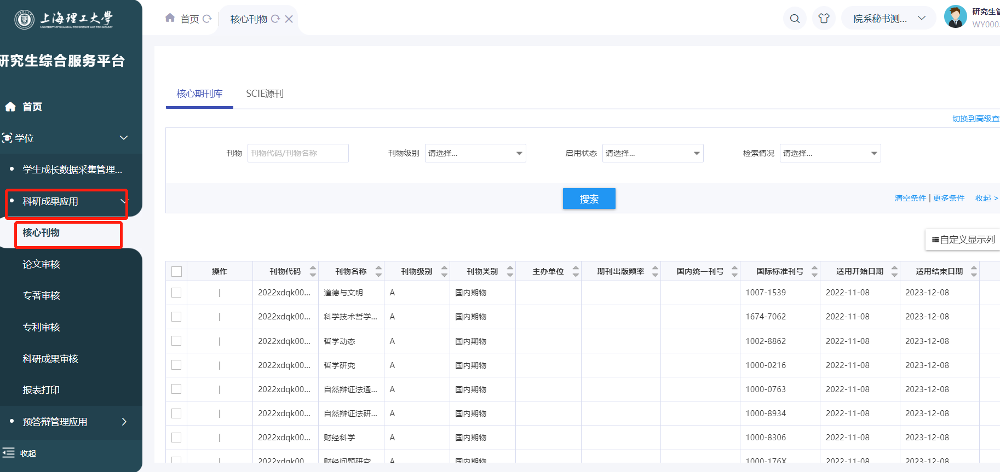 上海理工大學
UNIVERSITY OF SHANGHAI FOR SCIENCE AND TECHNOLOGY
研究生综合服务平台
首页
学位
学生成长数据采集管理...
科研成果应用
核心刊物
论文审核
专著审核
专利审核
科研成果审核
报表打印
预答辩管理应用
收起
首页 核心刊物
院系秘书测...
研究生管
WY000
核心期刊库 SCIE源刊
切换到高级查
刊物 刊物代码/刊物名称 刊物级别 请选择... 启用状态 请选择... 检索情况 请选择...
搜索
清空条件 | 更多条件 收起 >
自定义显示列
操作 刊物代码 刊物名称 刊物级别 刊物类别 主办单位 期刊出版频率 国内统一刊号 国际标准刊号 适用开始日期 适用结束日期
| 2022xdqk00... 道德与文明 A 国内期物 1007-1539 2022-11-08 2023-12-08
| 2022xdqk00... 科学技术哲学... A 国内期物 1674-7062 2022-11-08 2023-12-08
| 2022xdqk00... 哲学动态 A 国内期物 1002-8862 2022-11-08 2023-12-08
| 2022xdqk00... 哲学研究 A 国内期物 1000-0216 2022-11-08 2023-12-08
| 2022xdqk00... 自然辩证法通... A 国内期物 1000-0763 2022-11-08 2023-12-08
| 2022xdqk00... 自然辩证法研... A 国内期物 1000-8934 2022-11-08 2023-12-08
| 2022xdqk00... 财经科学 A 国内期物 1000-8306 2022-11-08 2023-12-08
| 2022xdqk00... 财经问题研究 A 国内期物 1000-176X 2022-11-08 2023-12-08